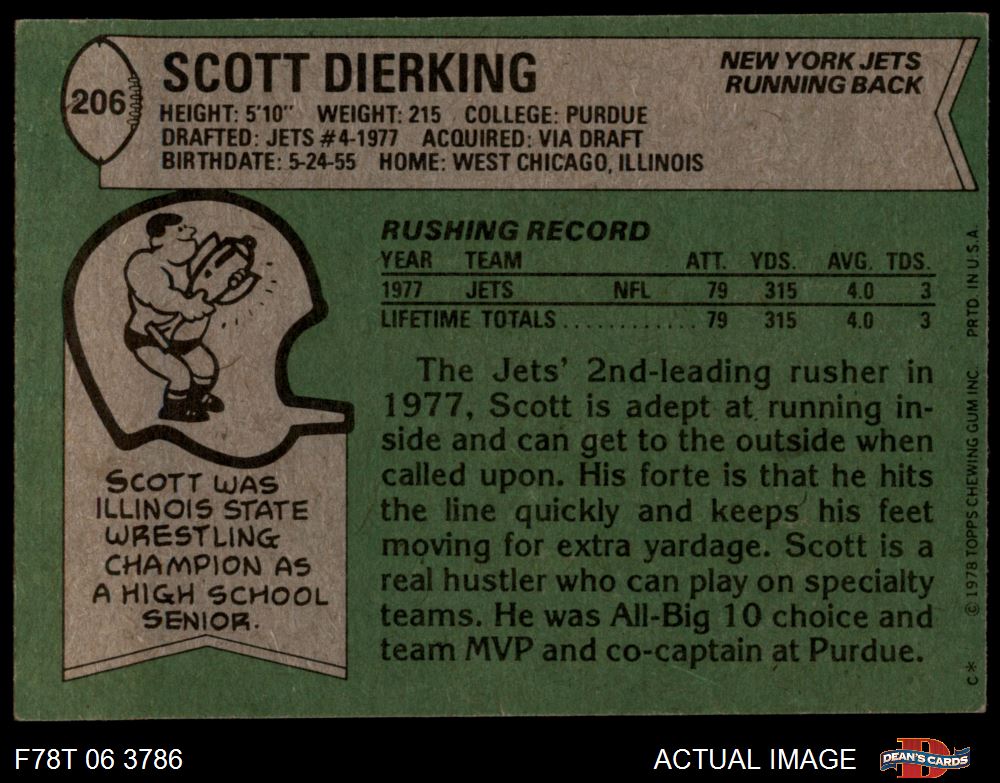 206
SCOTT DIERKING
NEW YORK JETS
RUNNING BACK
HEIGHT: 5'10" WEIGHT: 215 COLLEGE: PURDUE
DRAFTED: JETS #4-1977 ACQUIRED: VIA DRAFT
BIRTHDATE: 5-24-55 HOME: WEST CHICAGO, ILLINOIS
RUSHING RECORD
YEAR TEAM ATT. YDS. AVG. TDS.
1977 JETS NFL 79 315 4.0 3
LIFETIME TOTALS ............ 79 315 4.0 3
The Jets' 2nd-leading rusher in
1977, Scott is adept at running in-
side and can get to the outside when
called upon. His forte is that he hits
the line quickly and keeps his feet
moving for extra yardage. Scott is a
real hustler who can play on specialty
teams. He was All-Big 10 choice and
team MVP and co-captain at Purdue.
SCOTT WAS
ILLINOIS STATE
WRESTLING
CHAMPION AS
A HIGH SCHOOL
SENIOR.
C* © 1978 TOPPS CHEWING GUM INC. PRTD. IN U.S.A.
F78T 06 3786
ACTUAL IMAGE
DEAN'S CARDS